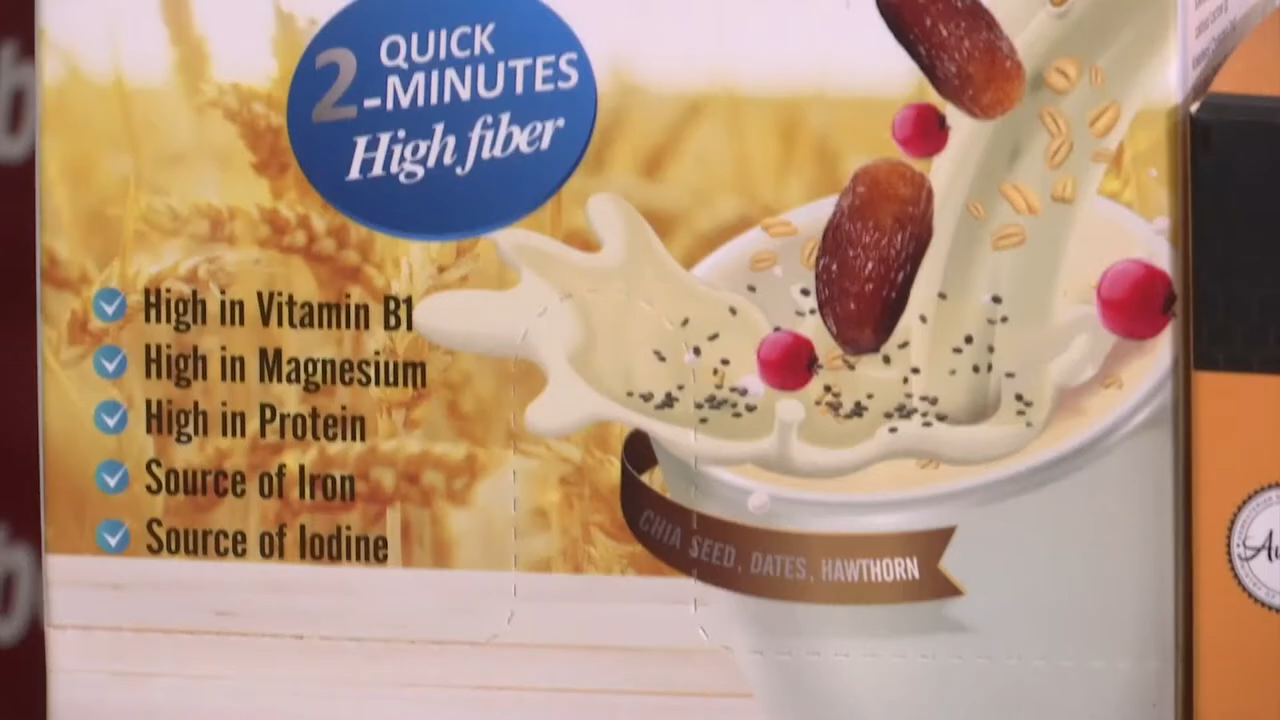 QUICK
2-MINUTES
High fiber
High in Vitamin B1
High in Magnesium
High in Protein
Source of Iron
Source of Iodine
CHIA SEED, DATES, HAWTHORN